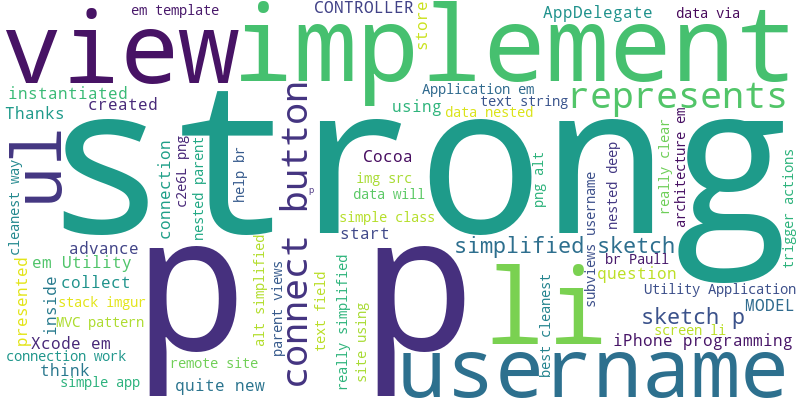 em template
CONTROLLER
store
AppDelegate
data via
view
implement
instantiated
created
Thanks
Application em
text string
using
data nested
represents
strong
ul
cleanest way
connection
c2e6L png
nested parent
help br
connect button
p
Cocoa
img src
data will
simple class
start
png alt
simplified sketch
subviews username
nested deep
really clear
architecture em
trigger actions
advance
em Utility
collect
presented
inside
stack imgur
MVC pattern
Xcode em
connection work
think
simple app
p
remote site
quite new
alt simplified
parent views
text field
really simplified
site using
p
li
best cleanest
br Paull
question
Utility Application
MODEL
sketch p
screen li
iPhone programming
username